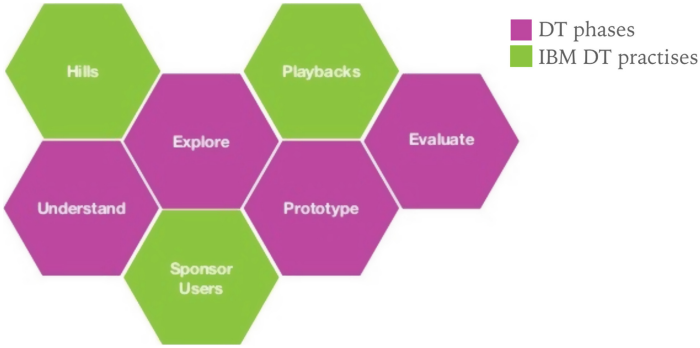 Hills
Playbacks
Explore
Evaluate
Understand
Prototype
Sponsor
Users
DT phases
IBM DT practises